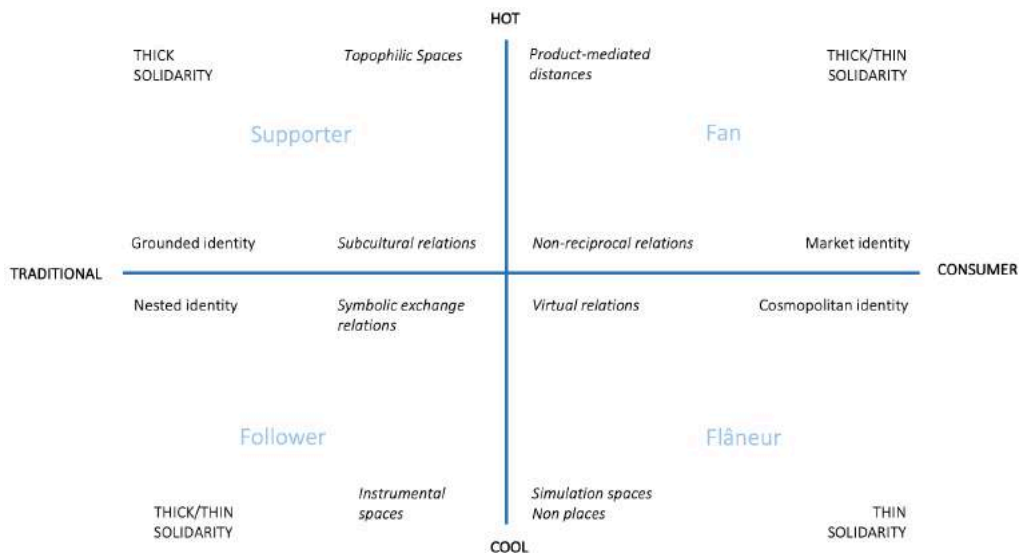 HOT
THICK
SOLIDARITY
Topophilic Spaces
Product-mediated
distances
THICK/THIN
SOLIDARITY
Supporter
Fan
Grounded identity
Subcultural relations
Non-reciprocal relations
Market identity
TRADITIONAL
CONSUMER
Nested identity
Symbolic exchange
relations
Virtual relations
Cosmopolitan identity
Follower
Flâneur
THICK/THIN
SOLIDARITY
Instrumental
spaces
Simulation spaces
Non places
THIN
SOLIDARITY
COOL